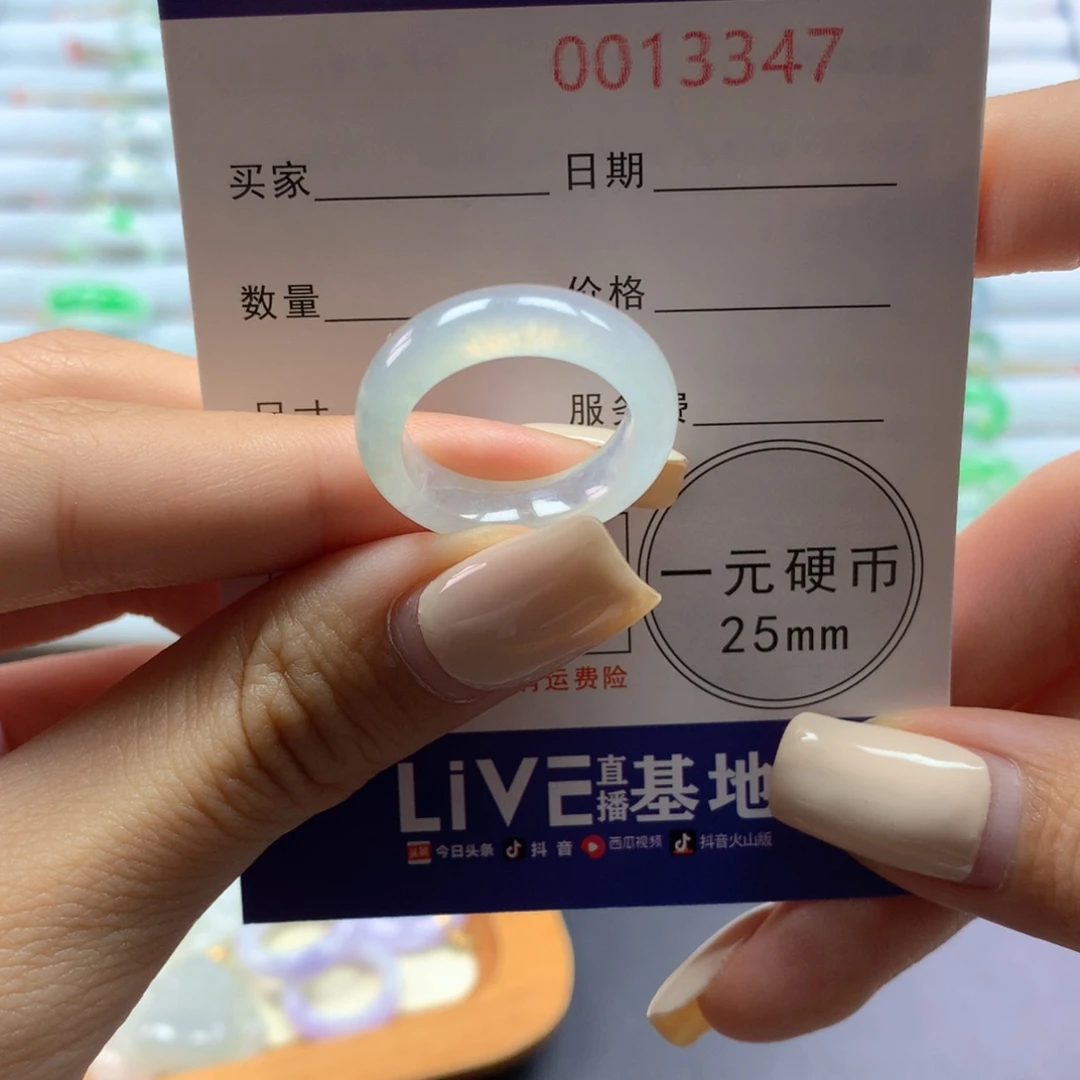 0013347
买家 日期
数量 价格
尺寸 服务费
一元硬币
25mm
运费险
LiVE直播基地
今日头条 抖音 西瓜视频 抖音火山版